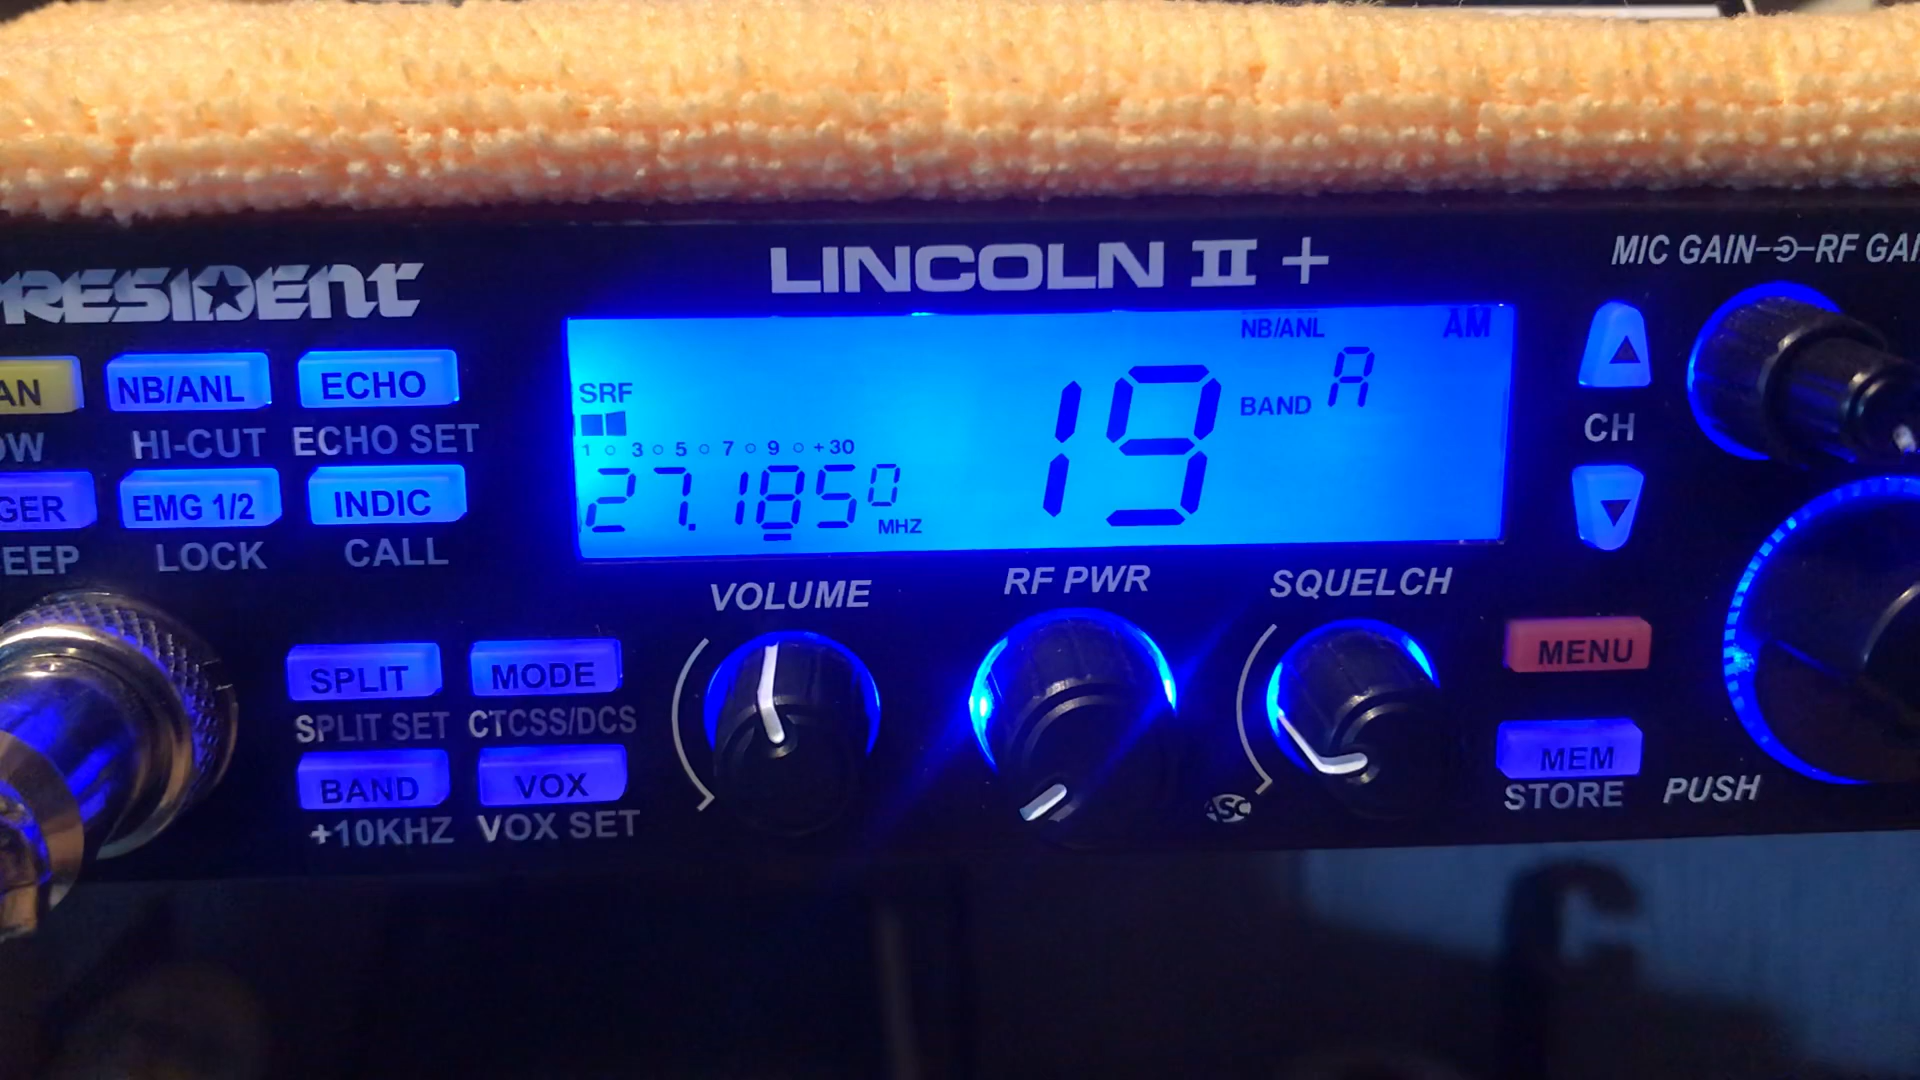 PRESIDENT
LINCOLN II +
MIC GAIN RF GAI
AN
NB/ANL
ECHO
OW
HI-CUT
ECHO SET
GER
EMG 1/2
INDIC
EEP
LOCK
CALL
SPLIT
MODE
SPLIT SET
CTCSS/DCS
BAND
VOX
+10KHZ
VOX SET
NB/ANL
AM
SRF
19
BAND A
1 3 5 7 9 +30
27.1850 MHZ
VOLUME
RF PWR
SQUELCH
ASC
CH
MENU
MEM
STORE
PUSH